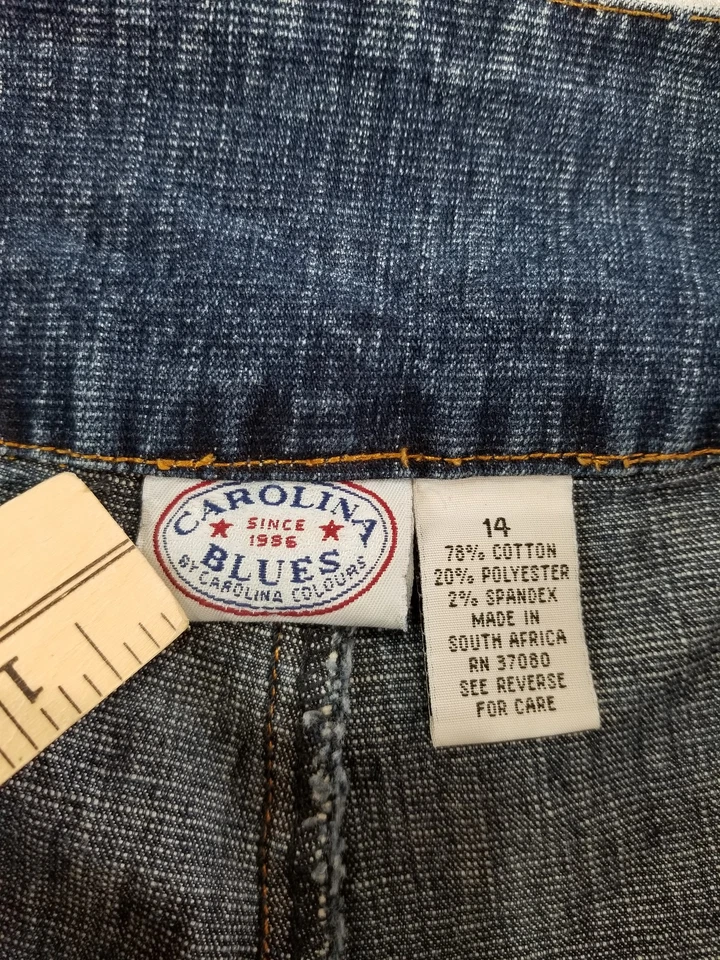 CAROLINA
★ SINCE ★
1986
BLUES
BY CAROLINA COLOURS
14
78% COTTON
20% POLYESTER
2% SPANDEX
MADE IN
SOUTH AFRICA
RN 37080
SEE REVERSE
FOR CARE
1